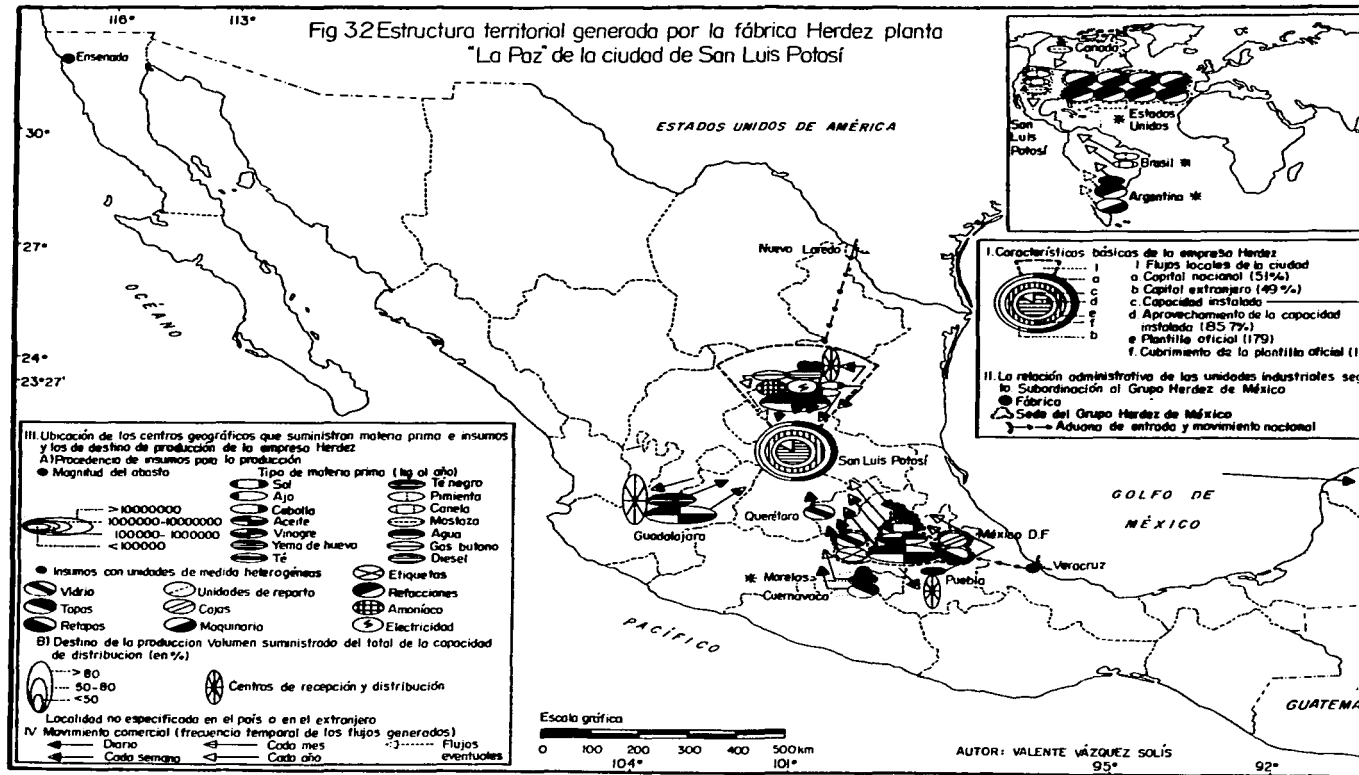 116°
113°
Fig 3.2 Estructura territorial generada por la fábrica Herdez planta
"La Paz" de la ciudad de San Luis Potosí
Ensenada
30°
27°
24°
23°27'
ESTADOS UNIDOS DE AMÉRICA
OCÉANO
PACÍFICO
Nuevo Laredo
San Luis Potosí
Guadalajara
Querétaro
México D.F
* Morelos
Cuernavaca
Puebla
Veracruz
GOLFO DE
MÉXICO
GUATEMA
Canada
San
Luis
Potosí
* Estados
Unidos
Brasil *
Argentina *
I. Características básicas de la empresa Herdez
l
a
c
d
e
f
b
l Flujos locales de la ciudad
a Capital nacional (51%)
b Capital extranjero (49%)
c. Capacidad instalada
d Aprovechamiento de la capacidad
instalada (85.7%)
e Plantilla oficial (179)
f. Cubrimiento de la plantilla oficial (1
II. La relación administrativa de las unidades industriales seg
la Subordinación al Grupo Herdez de México
Fábrica
Sede del Grupo Herdez de México
Aduana de entrada y movimiento nacional
III. Ubicación de los centros geográficos que suministran materia prima e insumos
y los de destino de producción de la empresa Herdez
A) Procedencia de insumos para la producción
Magnitud del abasto
Tipo de materia prima (kg al año)
>10000000
1000000-10000000
100000-1000000
<100000
Sal
Ajo
Cebolla
Aceite
Vinagre
Yema de huevo
Té
Té negro
Pimienta
Canela
Mostaza
Agua
Gas butano
Diesel
Insumos con unidades de medida heterogéneas
Vidrio
Tapas
Retapas
Unidades de reparto
Cajas
Maquinaria
Etiquetas
Refacciones
Amoníaco
Electricidad
B) Destino de la produccion Volumen suministrado del total de la capacidad
de distribucion (en %)
>80
50-80
<50
Centros de recepción y distribución
Localidad no especificada en el país o en el extranjero
IV Movimiento comercial (frecuencia temporal de los flujos generados)
Diario
Cada semana
Cada mes
Cada año
Flujos
eventuales
Escala gráfica
0 100 200 300 400 500 km
AUTOR: VALENTE VÁZQUEZ SOLÍS
104°
101°
95°
92°